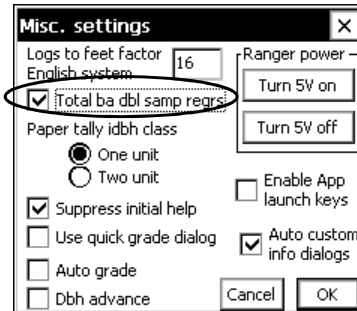 Misc. settings
Logs to feet factor
English system
16
Total ba dbl samp regrs
Paper tally idbh class
One unit
Two unit
Suppress initial help
Use quick grade dialog
Auto grade
Dbh advance
Ranger power
Turn 5V on
Turn 5V off
Enable App
launch keys
Auto custom
info dialogs
Cancel
OK